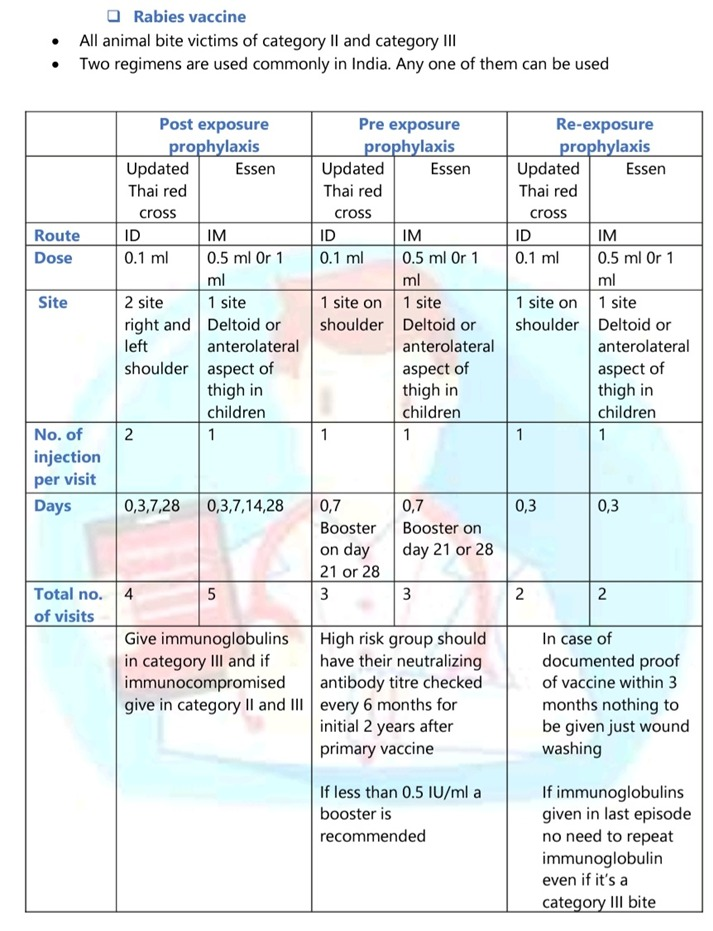 ❑ Rabies vaccine
• All animal bite victims of category II and category III
• Two regimens are used commonly in India. Any one of them can be used
Post exposure
prophylaxis
Pre exposure
prophylaxis
Re-exposure
prophylaxis
Updated
Thai red
cross
Essen
Updated
Thai red
cross
Essen
Updated
Thai red
cross
Essen
Route
ID
IM
ID
IM
ID
IM
Dose
0.1 ml
0.5 ml 0r 1
ml
0.1 ml
0.5 ml 0r 1
ml
0.1 ml
0.5 ml 0r 1
ml
Site
2 site
right and
left
shoulder
1 site
Deltoid or
anterolateral
aspect of
thigh in
children
1 site on
shoulder
1 site
Deltoid or
anterolateral
aspect of
thigh in
children
1 site on
shoulder
1 site
Deltoid or
anterolateral
aspect of
thigh in
children
No. of
injection
per visit
2
1
1
1
1
1
Days
0,3,7,28
0,3,7,14,28
0,7
Booster
on day
21 or 28
0,7
Booster on
day 21 or 28
0,3
0,3
Total no.
of visits
4
5
3
3
2
2
Give immunoglobulins
in category III and if
immunocompromised
give in category II and III
High risk group should
have their neutralizing
antibody titre checked
every 6 months for
initial 2 years after
primary vaccine
If less than 0.5 IU/ml a
booster is
recommended
In case of
documented proof
of vaccine within 3
months nothing to
be given just wound
washing
If immunoglobulins
given in last episode
no need to repeat
immunoglobulin
even if it's a
category III bite